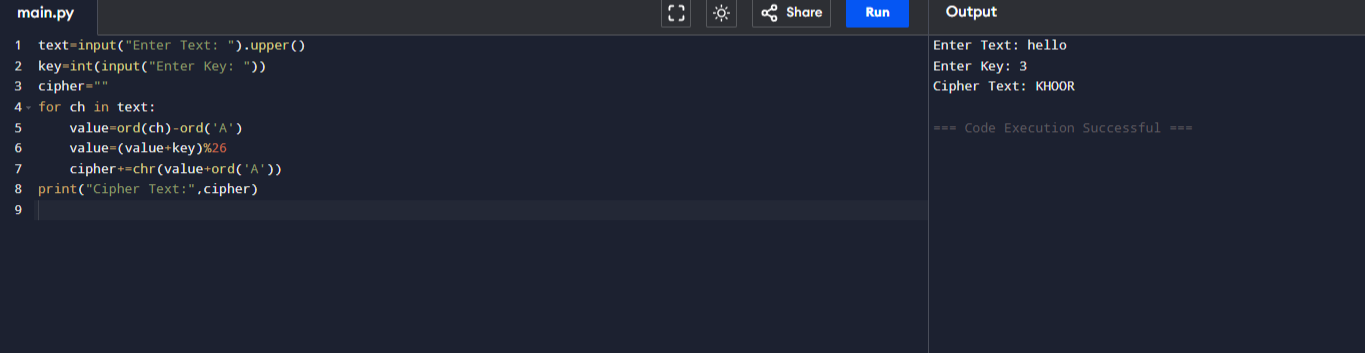 main.py
Share
Run
Output
1 text=input("Enter Text: ").upper()
2 key=int(input("Enter Key: "))
3 cipher=""
4 for ch in text:
5     value=ord(ch)-ord('A')
6     value=(value+key)%26
7     cipher+=chr(value+ord('A'))
8 print("Cipher Text:",cipher)
9
Enter Text: hello
Enter Key: 3
Cipher Text: KHOOR
=== Code Execution Successful ===